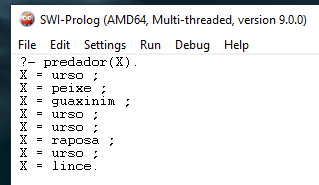 SWI-Prolog (AMD64, Multi-threaded, version 9.0.0)
File Edit Settings Run Debug Help
?- predador(X).
X = urso ;
X = peixe ;
X = guaxinim ;
X = urso ;
X = urso ;
X = raposa ;
X = urso ;
X = lince.